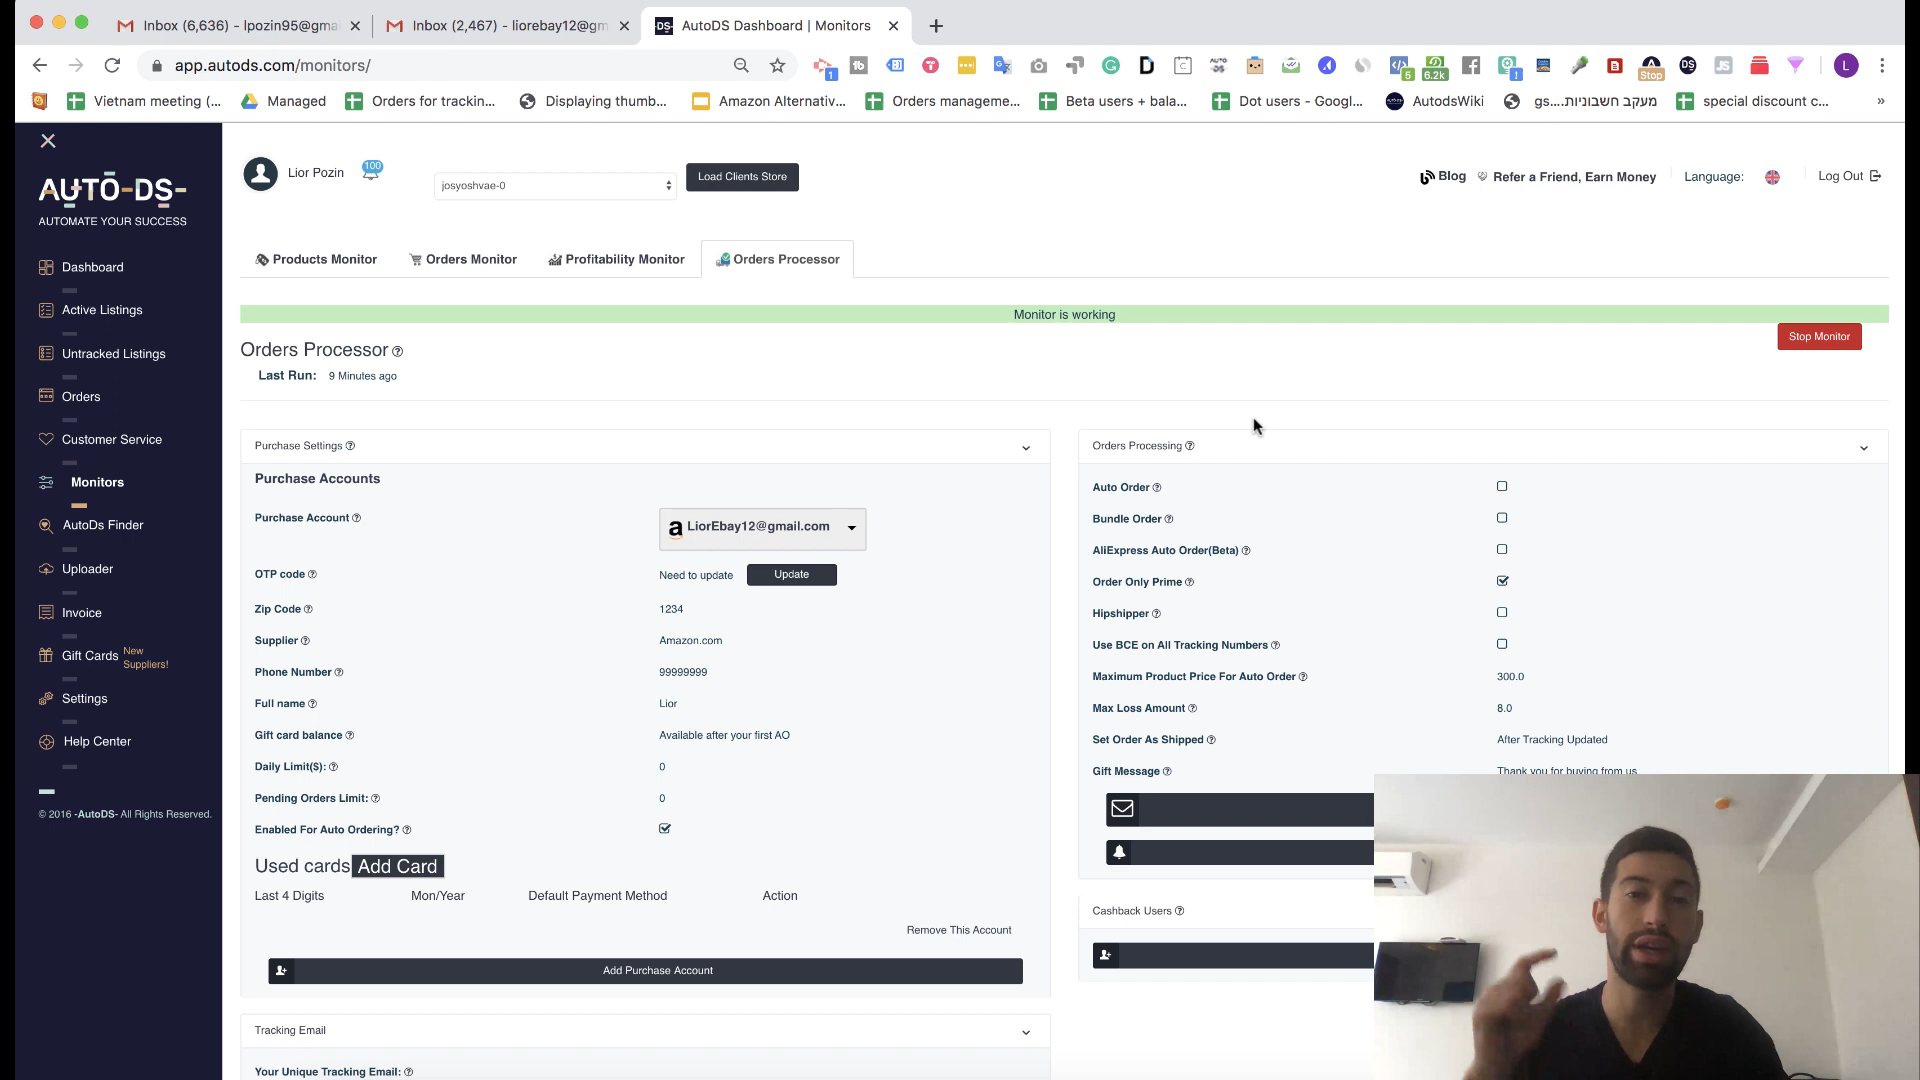 Inbox (6,636) - lpozin95@gma
Inbox (2,467) - liorebay12@gm
DS
AutoDS Dashboard | Monitors
app.autods.com/monitors/
1
5
6.2k
Stop
DS
JS
L
Vietnam meeting (...
Managed
Orders for trackin...
Displaying thumb...
Amazon Alternativ...
Orders manageme...
Beta users + bala...
Dot users - Googl...
AutodsWiki
gs....מעקב חשבוניות
special discount c...
»
AUTO-DS-
AUTOMATE YOUR SUCCESS
Dashboard
Active Listings
Untracked Listings
Orders
Customer Service
Monitors
AutoDs Finder
Uploader
Invoice
Gift Cards New Suppliers!
Settings
Help Center
© 2016 -AutoDS- All Rights Reserved.
Lior Pozin
100
josyoshvae-0
Load Clients Store
Blog
Refer a Friend, Earn Money
Language:
Log Out
Products Monitor
Orders Monitor
Profitability Monitor
Orders Processor
Monitor is working
Stop Monitor
Orders Processor
Last Run: 9 Minutes ago
Purchase Settings
Purchase Accounts
Purchase Account
a LiorEbay12@gmail.com
OTP code
Need to update
Update
Zip Code
1234
Supplier
Amazon.com
Phone Number
99999999
Full name
Lior
Gift card balance
Available after your first AO
Daily Limit($):
0
Pending Orders Limit:
0
Enabled For Auto Ordering?
Used cards Add Card
Last 4 Digits
Mon/Year
Default Payment Method
Action
Remove This Account
Add Purchase Account
Tracking Email
Your Unique Tracking Email:
Orders Processing
Auto Order
Bundle Order
AliExpress Auto Order(Beta)
Order Only Prime
Hipshipper
Use BCE on All Tracking Numbers
Maximum Product Price For Auto Order
300.0
Max Loss Amount
8.0
Set Order As Shipped
After Tracking Updated
Gift Message
Thank you for buying from us
Cashback Users